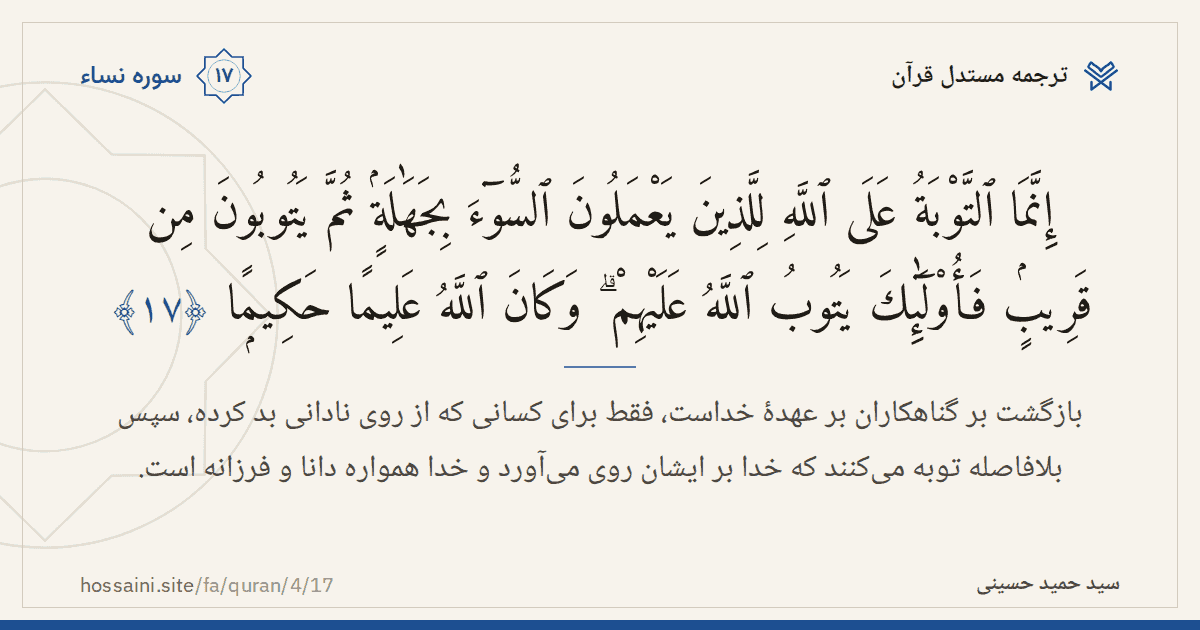 ترجمه مستدل قرآن
۱۷ سوره نساء
إِنَّمَا ٱلتَّوْبَةُ عَلَى ٱللَّهِ لِلَّذِينَ يَعْمَلُونَ ٱلسُّوٓءَ بِجَهَٰلَةٍۢ ثُمَّ يَتُوبُونَ مِن
قَرِيبٍۢ فَأُو۟لَٰٓئِكَ يَتُوبُ ٱللَّهُ عَلَيْهِمْ ۗ وَكَانَ ٱللَّهُ عَلِيمًا حَكِيمًۭا ﴿١٧﴾
بازگشت بر گناهکاران بر عهدهٔ خداست، فقط برای کسانی که از روی نادانی بد کرده، سپس
بلافاصله توبه می‌کنند که خدا بر ایشان روی می‌آورد و خدا همواره دانا و فرزانه است.
سید حمید حسینی
hossaini.site/fa/quran/4/17